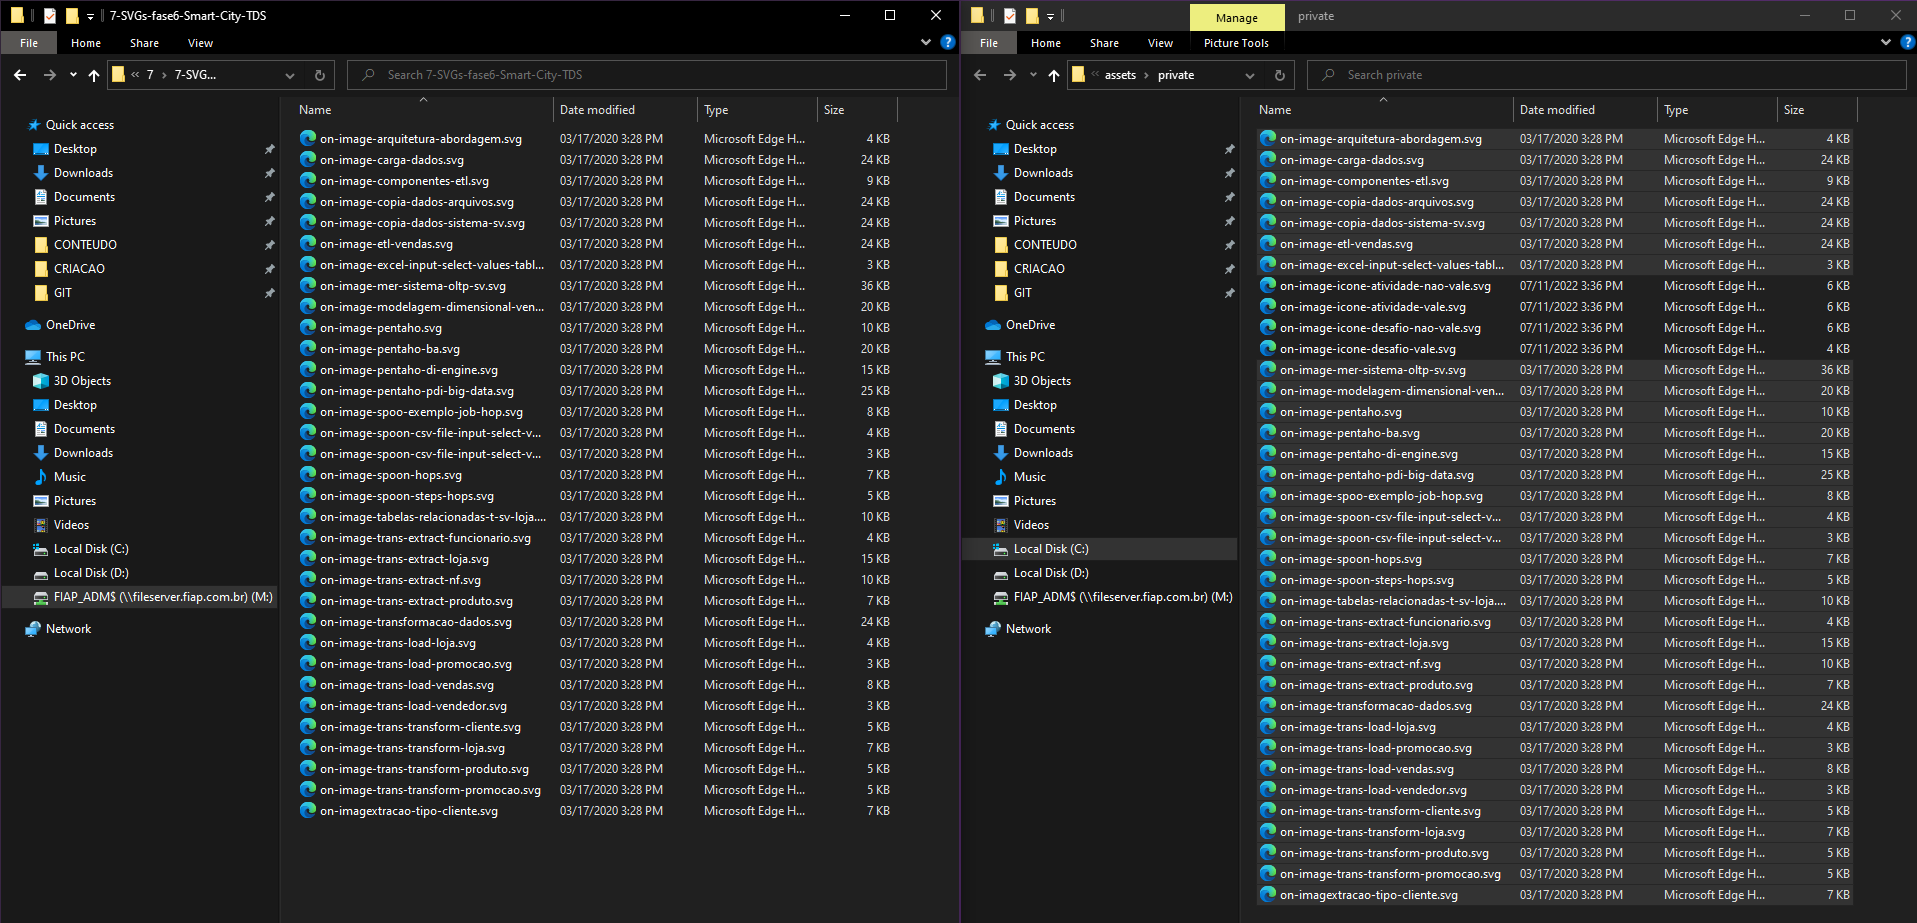 7-SVGs-fase6-Smart-City-TDS
File Home Share View
7 7-SVG...
Search 7-SVGs-fase6-Smart-City-TDS
Quick access
Desktop
Downloads
Documents
Pictures
CONTEUDO
CRIACAO
GIT
OneDrive
This PC
3D Objects
Desktop
Documents
Downloads
Music
Pictures
Videos
Local Disk (C:)
Local Disk (D:)
FIAP_ADM$ (\\fileserver.fiap.com.br) (M:)
Network
Name Date modified Type Size
on-image-arquitetura-abordagem.svg 03/17/2020 3:28 PM Microsoft Edge H... 4 KB
on-image-carga-dados.svg 03/17/2020 3:28 PM Microsoft Edge H... 24 KB
on-image-componentes-etl.svg 03/17/2020 3:28 PM Microsoft Edge H... 9 KB
on-image-copia-dados-arquivos.svg 03/17/2020 3:28 PM Microsoft Edge H... 24 KB
on-image-copia-dados-sistema-sv.svg 03/17/2020 3:28 PM Microsoft Edge H... 24 KB
on-image-etl-vendas.svg 03/17/2020 3:28 PM Microsoft Edge H... 24 KB
on-image-excel-input-select-values-tabl... 03/17/2020 3:28 PM Microsoft Edge H... 3 KB
on-image-mer-sistema-oltp-sv.svg 03/17/2020 3:28 PM Microsoft Edge H... 36 KB
on-image-modelagem-dimensional-ven... 03/17/2020 3:28 PM Microsoft Edge H... 20 KB
on-image-pentaho.svg 03/17/2020 3:28 PM Microsoft Edge H... 10 KB
on-image-pentaho-ba.svg 03/17/2020 3:28 PM Microsoft Edge H... 20 KB
on-image-pentaho-di-engine.svg 03/17/2020 3:28 PM Microsoft Edge H... 15 KB
on-image-pentaho-pdi-big-data.svg 03/17/2020 3:28 PM Microsoft Edge H... 25 KB
on-image-spoo-exemplo-job-hop.svg 03/17/2020 3:28 PM Microsoft Edge H... 8 KB
on-image-spoon-csv-file-input-select-v... 03/17/2020 3:28 PM Microsoft Edge H... 4 KB
on-image-spoon-csv-file-input-select-v... 03/17/2020 3:28 PM Microsoft Edge H... 3 KB
on-image-spoon-hops.svg 03/17/2020 3:28 PM Microsoft Edge H... 7 KB
on-image-spoon-steps-hops.svg 03/17/2020 3:28 PM Microsoft Edge H... 5 KB
on-image-tabelas-relacionadas-t-sv-loja.... 03/17/2020 3:28 PM Microsoft Edge H... 10 KB
on-image-trans-extract-funcionario.svg 03/17/2020 3:28 PM Microsoft Edge H... 4 KB
on-image-trans-extract-loja.svg 03/17/2020 3:28 PM Microsoft Edge H... 15 KB
on-image-trans-extract-nf.svg 03/17/2020 3:28 PM Microsoft Edge H... 10 KB
on-image-trans-extract-produto.svg 03/17/2020 3:28 PM Microsoft Edge H... 7 KB
on-image-transformacao-dados.svg 03/17/2020 3:28 PM Microsoft Edge H... 24 KB
on-image-trans-load-loja.svg 03/17/2020 3:28 PM Microsoft Edge H... 4 KB
on-image-trans-load-promocao.svg 03/17/2020 3:28 PM Microsoft Edge H... 3 KB
on-image-trans-load-vendas.svg 03/17/2020 3:28 PM Microsoft Edge H... 8 KB
on-image-trans-load-vendedor.svg 03/17/2020 3:28 PM Microsoft Edge H... 3 KB
on-image-trans-transform-cliente.svg 03/17/2020 3:28 PM Microsoft Edge H... 5 KB
on-image-trans-transform-loja.svg 03/17/2020 3:28 PM Microsoft Edge H... 7 KB
on-image-trans-transform-produto.svg 03/17/2020 3:28 PM Microsoft Edge H... 5 KB
on-image-trans-transform-promocao.svg 03/17/2020 3:28 PM Microsoft Edge H... 5 KB
on-imagextracao-tipo-cliente.svg 03/17/2020 3:28 PM Microsoft Edge H... 7 KB
Manage private
File Home Share View Picture Tools
assets private
Search private
Quick access
Desktop
Downloads
Documents
Pictures
CONTEUDO
CRIACAO
GIT
OneDrive
This PC
3D Objects
Desktop
Documents
Downloads
Music
Pictures
Videos
Local Disk (C:)
Local Disk (D:)
FIAP_ADM$ (\\fileserver.fiap.com.br) (M:)
Network
Name Date modified Type Size
on-image-arquitetura-abordagem.svg 03/17/2020 3:28 PM Microsoft Edge H... 4 KB
on-image-carga-dados.svg 03/17/2020 3:28 PM Microsoft Edge H... 24 KB
on-image-componentes-etl.svg 03/17/2020 3:28 PM Microsoft Edge H... 9 KB
on-image-copia-dados-arquivos.svg 03/17/2020 3:28 PM Microsoft Edge H... 24 KB
on-image-copia-dados-sistema-sv.svg 03/17/2020 3:28 PM Microsoft Edge H... 24 KB
on-image-etl-vendas.svg 03/17/2020 3:28 PM Microsoft Edge H... 24 KB
on-image-excel-input-select-values-tabl... 03/17/2020 3:28 PM Microsoft Edge H... 3 KB
on-image-icone-atividade-nao-vale.svg 07/11/2022 3:36 PM Microsoft Edge H... 6 KB
on-image-icone-atividade-vale.svg 07/11/2022 3:36 PM Microsoft Edge H... 6 KB
on-image-icone-desafio-nao-vale.svg 07/11/2022 3:36 PM Microsoft Edge H... 6 KB
on-image-icone-desafio-vale.svg 07/11/2022 3:36 PM Microsoft Edge H... 4 KB
on-image-mer-sistema-oltp-sv.svg 03/17/2020 3:28 PM Microsoft Edge H... 36 KB
on-image-modelagem-dimensional-ven... 03/17/2020 3:28 PM Microsoft Edge H... 20 KB
on-image-pentaho.svg 03/17/2020 3:28 PM Microsoft Edge H... 10 KB
on-image-pentaho-ba.svg 03/17/2020 3:28 PM Microsoft Edge H... 20 KB
on-image-pentaho-di-engine.svg 03/17/2020 3:28 PM Microsoft Edge H... 15 KB
on-image-pentaho-pdi-big-data.svg 03/17/2020 3:28 PM Microsoft Edge H... 25 KB
on-image-spoo-exemplo-job-hop.svg 03/17/2020 3:28 PM Microsoft Edge H... 8 KB
on-image-spoon-csv-file-input-select-v... 03/17/2020 3:28 PM Microsoft Edge H... 4 KB
on-image-spoon-csv-file-input-select-v... 03/17/2020 3:28 PM Microsoft Edge H... 3 KB
on-image-spoon-hops.svg 03/17/2020 3:28 PM Microsoft Edge H... 7 KB
on-image-spoon-steps-hops.svg 03/17/2020 3:28 PM Microsoft Edge H... 5 KB
on-image-tabelas-relacionadas-t-sv-loja.... 03/17/2020 3:28 PM Microsoft Edge H... 10 KB
on-image-trans-extract-funcionario.svg 03/17/2020 3:28 PM Microsoft Edge H... 4 KB
on-image-trans-extract-loja.svg 03/17/2020 3:28 PM Microsoft Edge H... 15 KB
on-image-trans-extract-nf.svg 03/17/2020 3:28 PM Microsoft Edge H... 10 KB
on-image-trans-extract-produto.svg 03/17/2020 3:28 PM Microsoft Edge H... 7 KB
on-image-transformacao-dados.svg 03/17/2020 3:28 PM Microsoft Edge H... 24 KB
on-image-trans-load-loja.svg 03/17/2020 3:28 PM Microsoft Edge H... 4 KB
on-image-trans-load-promocao.svg 03/17/2020 3:28 PM Microsoft Edge H... 3 KB
on-image-trans-load-vendas.svg 03/17/2020 3:28 PM Microsoft Edge H... 8 KB
on-image-trans-load-vendedor.svg 03/17/2020 3:28 PM Microsoft Edge H... 3 KB
on-image-trans-transform-cliente.svg 03/17/2020 3:28 PM Microsoft Edge H... 5 KB
on-image-trans-transform-loja.svg 03/17/2020 3:28 PM Microsoft Edge H... 7 KB
on-image-trans-transform-produto.svg 03/17/2020 3:28 PM Microsoft Edge H... 5 KB
on-image-trans-transform-promocao.svg 03/17/2020 3:28 PM Microsoft Edge H... 5 KB
on-imagextracao-tipo-cliente.svg 03/17/2020 3:28 PM Microsoft Edge H... 7 KB